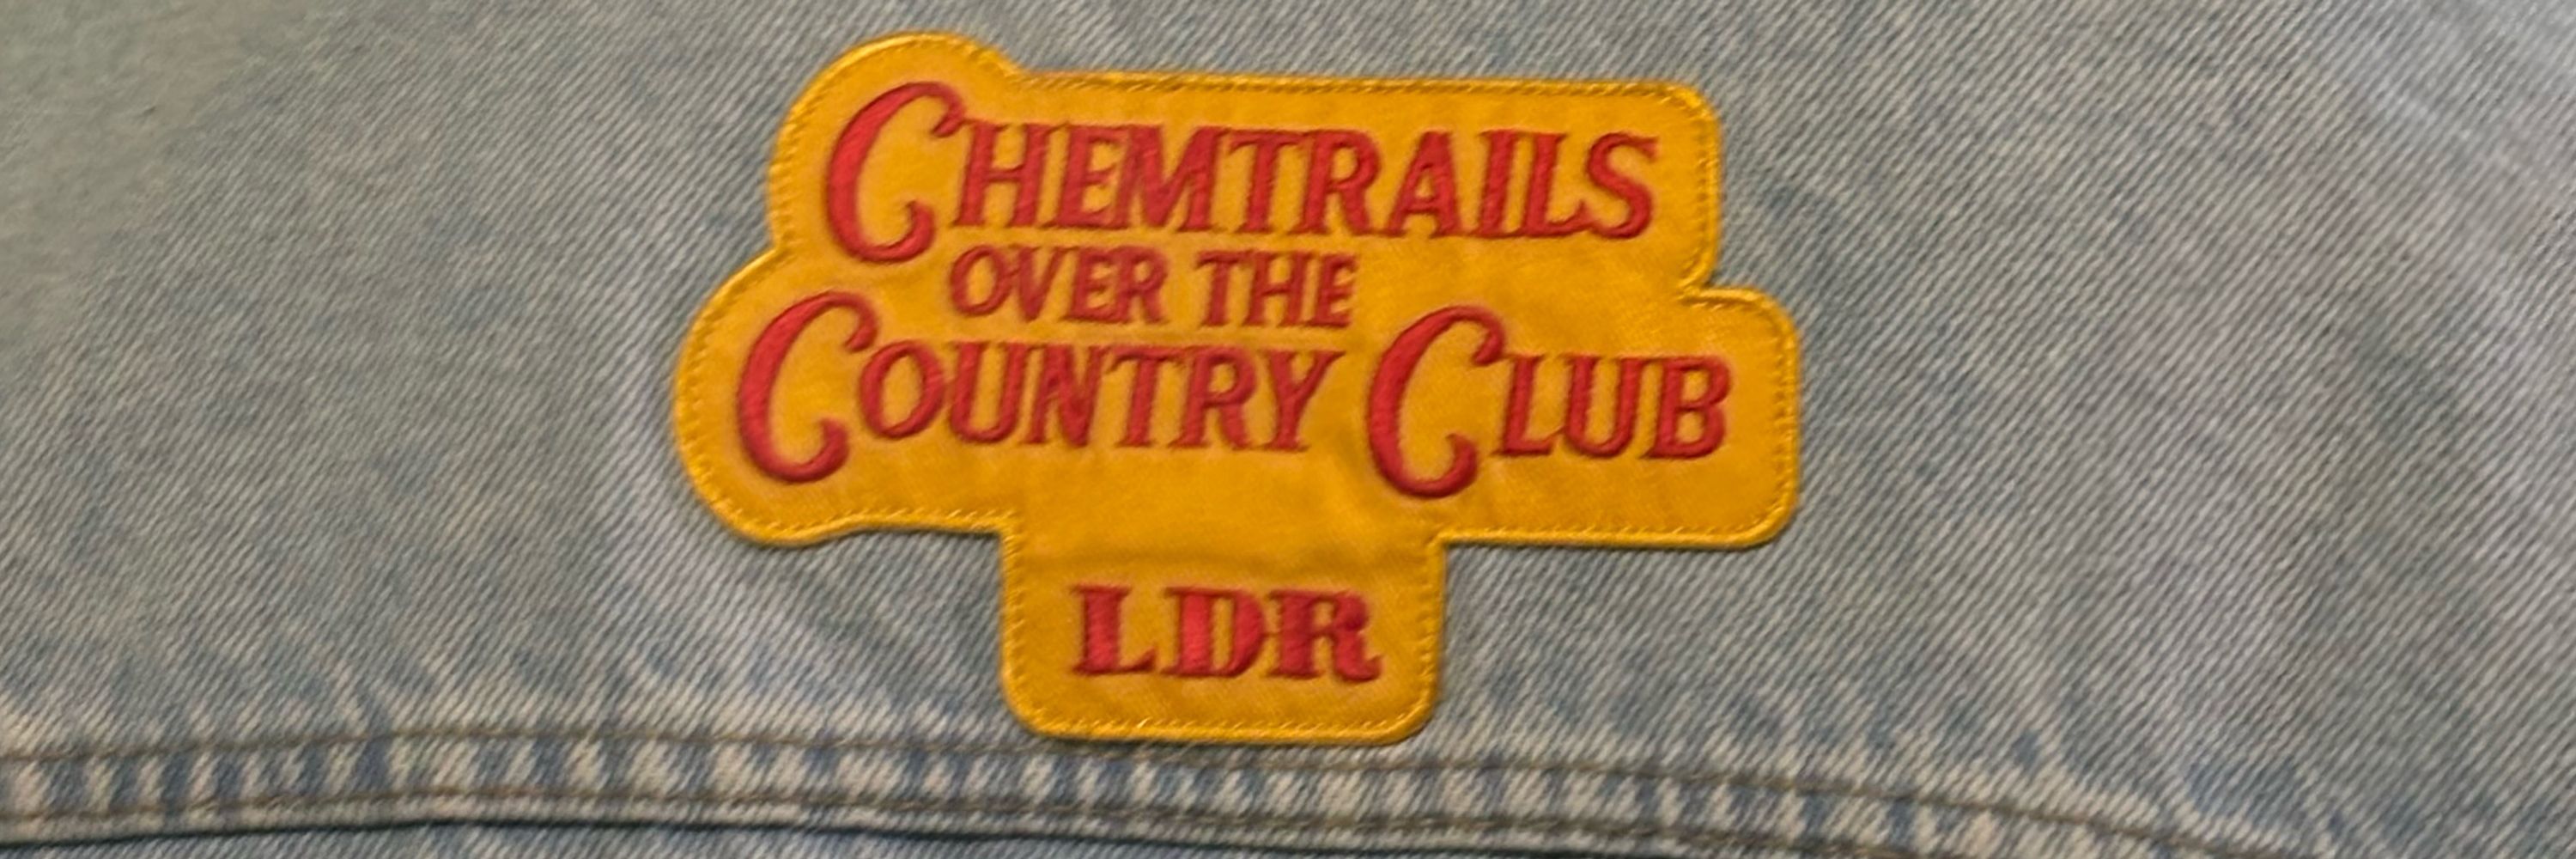 CHEMTRAILS
OVER THE
COUNTRY CLUB
LDR